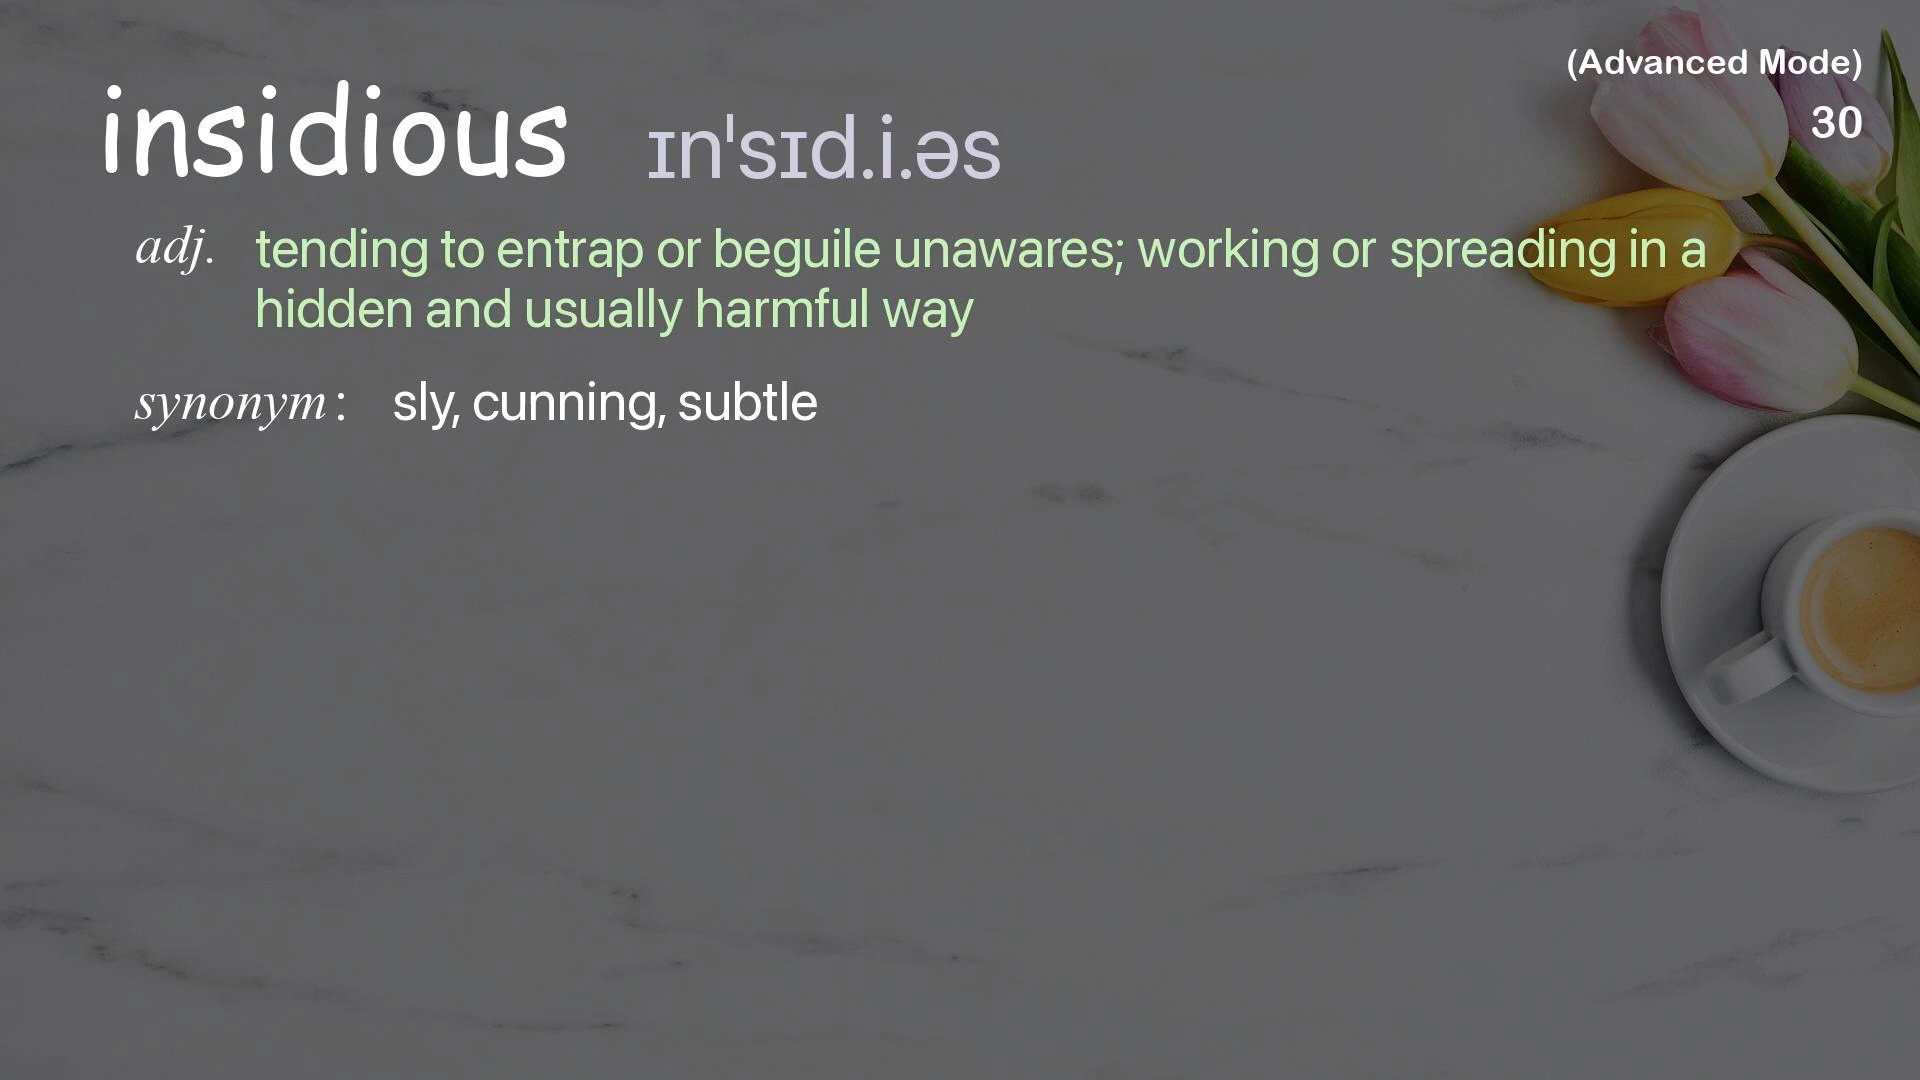 (Advanced Mode)
30
insidious ɪnˈsɪd.i.əs
adj. tending to entrap or beguile unawares; working or spreading in a
hidden and usually harmful way
synonym: sly, cunning, subtle